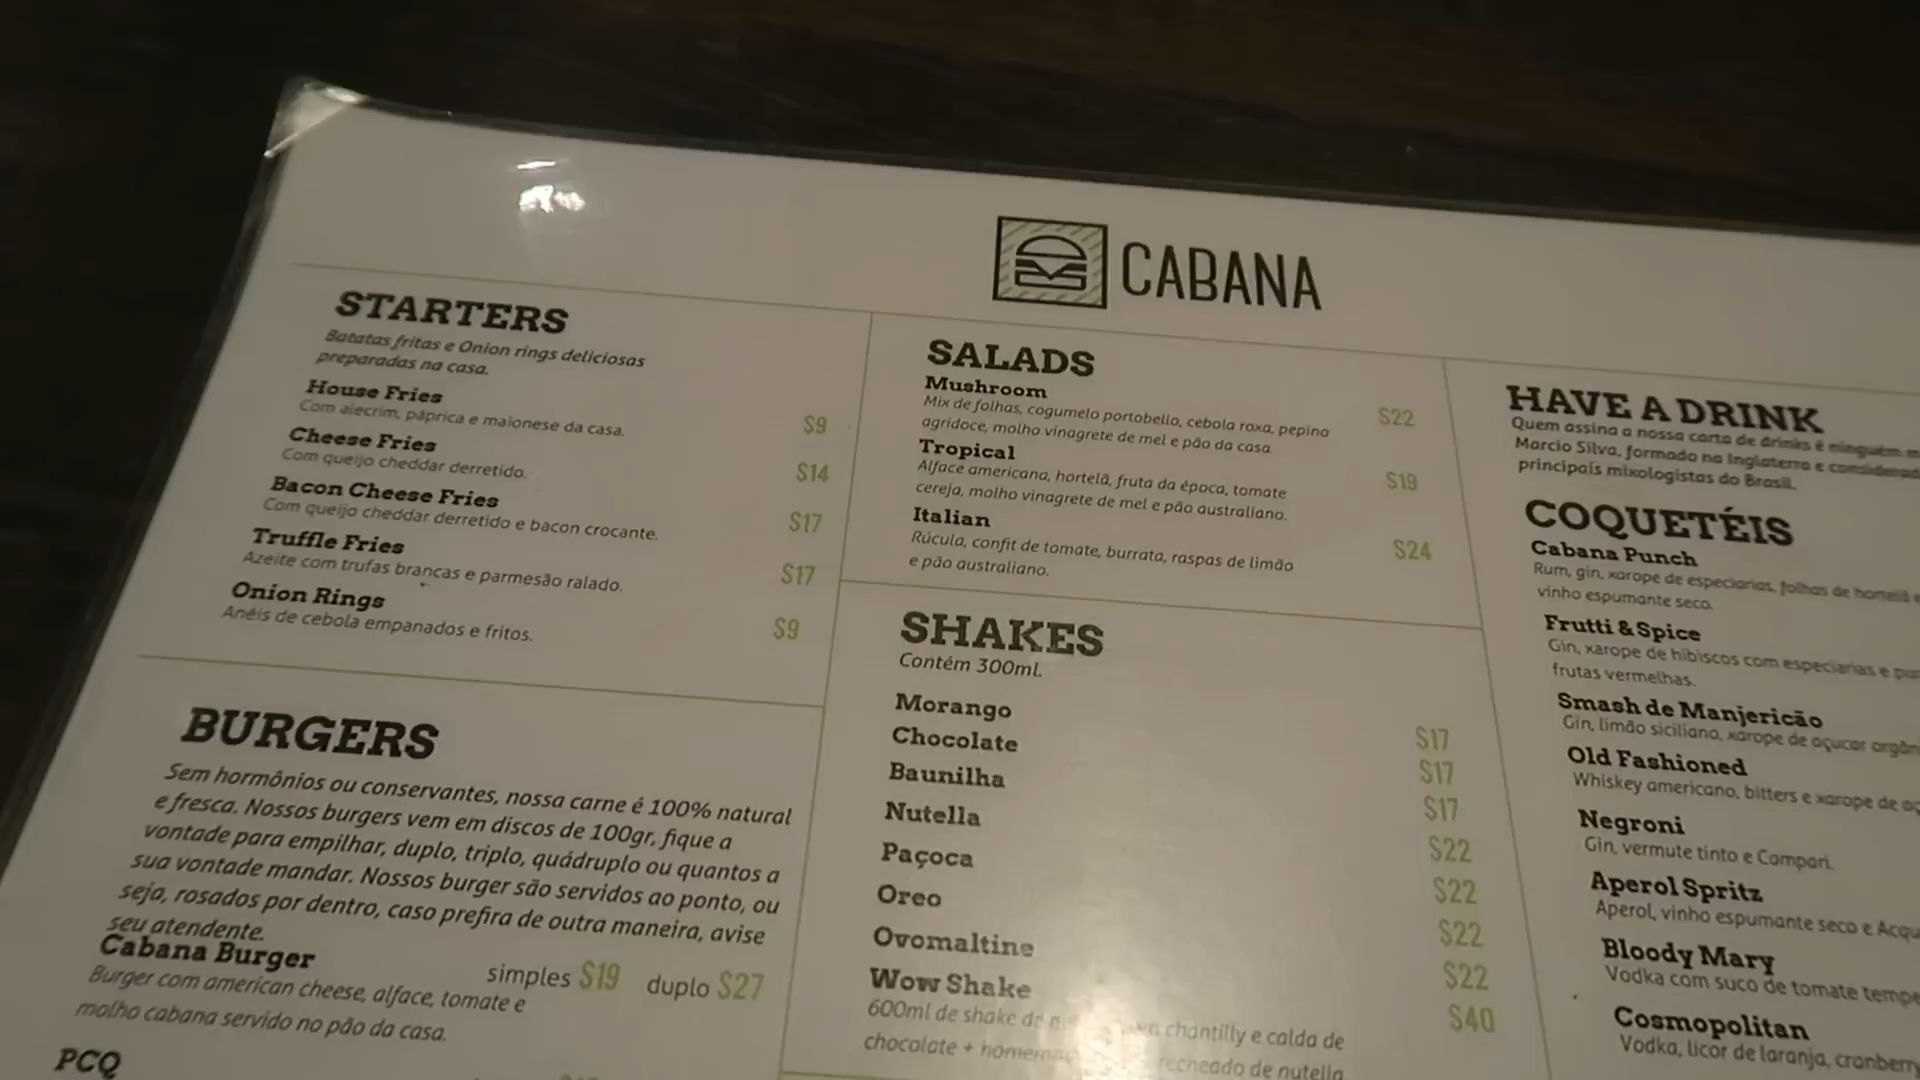 CABANA
STARTERS
Batatas fritas e Onion rings deliciosas
preparadas na casa.
House Fries
Com alecrim, páprica e maionese da casa. $9
Cheese Fries
Com queijo cheddar derretido. $14
Bacon Cheese Fries
Com queijo cheddar derretido e bacon crocante. $17
Truffle Fries
Azeite com trufas brancas e parmesão ralado. $17
Onion Rings
Anéis de cebola empanados e fritos. $9
BURGERS
Sem hormônios ou conservantes, nossa carne é 100% natural
e fresca. Nossos burgers vem em discos de 100gr, fique a
vontade para empilhar, duplo, triplo, quádruplo ou quantos a
sua vontade mandar. Nossos burger são servidos ao ponto, ou
seja, rosados por dentro, caso prefira de outra maneira, avise
seu atendente.
Cabana Burger simples $19 duplo $27
Burger com american cheese, alface, tomate e
molho cabana servido no pão da casa.
PCQ
SALADS
Mushroom
Mix de folhas, cogumelo portobello, cebola roxa, pepino $22
agridoce, molho vinagrete de mel e pão da casa
Tropical
Alface americana, hortelã, fruta da época, tomate $19
cereja, molho vinagrete de mel e pão australiano.
Italian
Rúcula, confit de tomate, burrata, raspas de limão $24
e pão australiano.
SHAKES
Contém 300ml.
Morango $17
Chocolate $17
Baunilha $17
Nutella $22
Paçoca $22
Oreo $22
Ovomaltine $22
Wow Shake $40
600ml de shake de chantilly e calda de
chocolate + recheado de nutella
HAVE A DRINK
Quem assina a nossa carta de drinks é ninguém
Marcio Silva, formado na Inglaterra e
principais mixologistas do Brasil.
COQUETÉIS
Cabana Punch
Rum, gin, xarope de especiarias, folhas de hortelã e
vinho espumante seco.
Frutti & Spice
Gin, xarope de hibiscos com especiarias e
frutas vermelhas.
Smash de Manjericão
Gin, limão siciliano, xarope de açucar
Old Fashioned
Whiskey americano, bitters e xarope de
Negroni
Gin, vermute tinto e Campari.
Aperol Spritz
Aperol, vinho espumante seco e
Bloody Mary
Vodka com suco de tomate
Cosmopolitan
Vodka, licor de laranja, cranberry